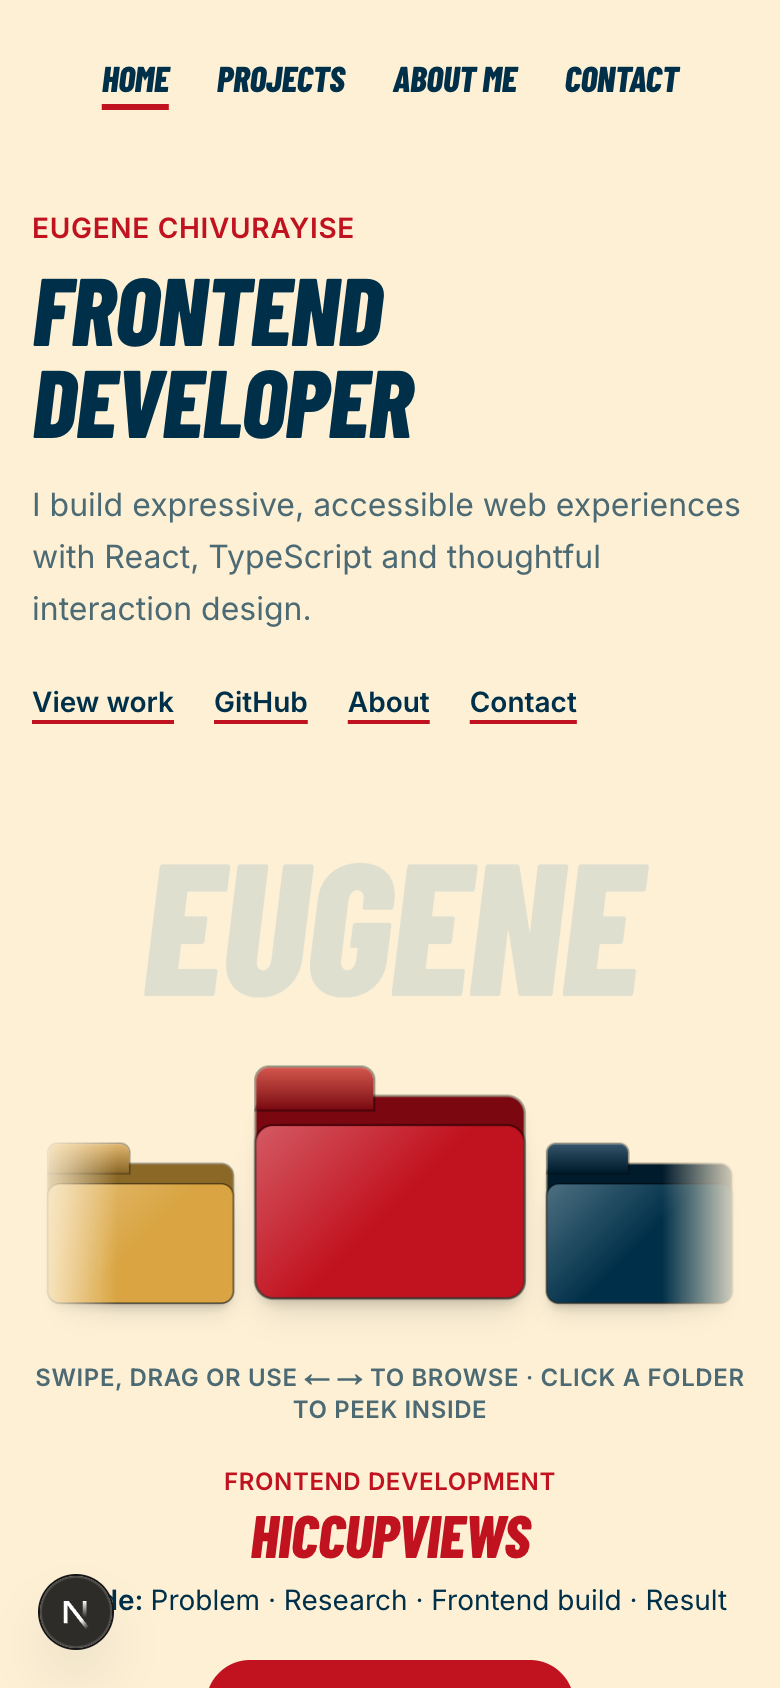 HOME PROJECTS ABOUT ME CONTACT
EUGENE CHIVURAYISE
FRONTEND
DEVELOPER
I build expressive, accessible web experiences
with React, TypeScript and thoughtful
interaction design.
View work GitHub About Contact
EUGENE
SWIPE, DRAG OR USE ← → TO BROWSE · CLICK A FOLDER
TO PEEK INSIDE
FRONTEND DEVELOPMENT
HICCUPVIEWS
N
Problem · Research · Frontend build · Result